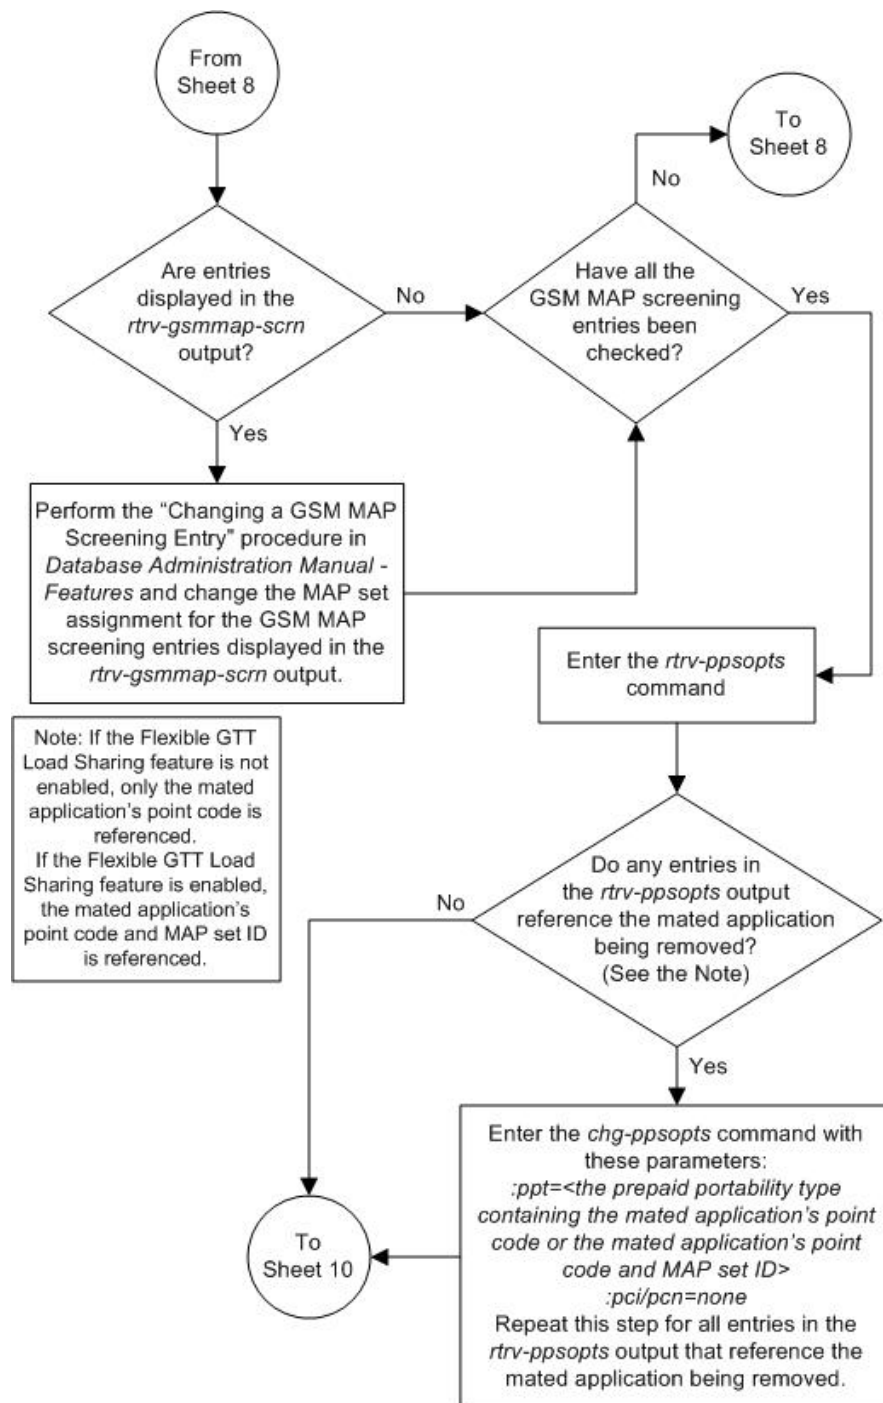 From
Sheet 8
To
Sheet 8
No
Are entries
displayed in the
rtrv-gsmmap-scrn
output?
No
Have all the
GSM MAP screening
entries been
checked?
Yes
Yes
Perform the “Changing a GSM MAP
Screening Entry” procedure in
Database Administration Manual -
Features and change the MAP set
assignment for the GSM MAP
screening entries displayed in the
rtrv-gsmmap-scrn output.
Enter the rtrv-ppsopts
command
Note: If the Flexible GTT
Load Sharing feature is not
enabled, only the mated
application’s point code is
referenced.
If the Flexible GTT Load
Sharing feature is enabled,
the mated application’s
point code and MAP set ID
is referenced.
Do any entries in
the rtrv-ppsopts output
reference the mated application
being removed?
(See the Note)
No
Yes
Enter the chg-ppsopts command with
these parameters:
:ppt=<the prepaid portability type
containing the mated application’s point
code or the mated application’s point
code and MAP set ID>
:pci/pcn=none
Repeat this step for all entries in the
rtrv-ppsopts output that reference the
mated application being removed.
To
Sheet 10